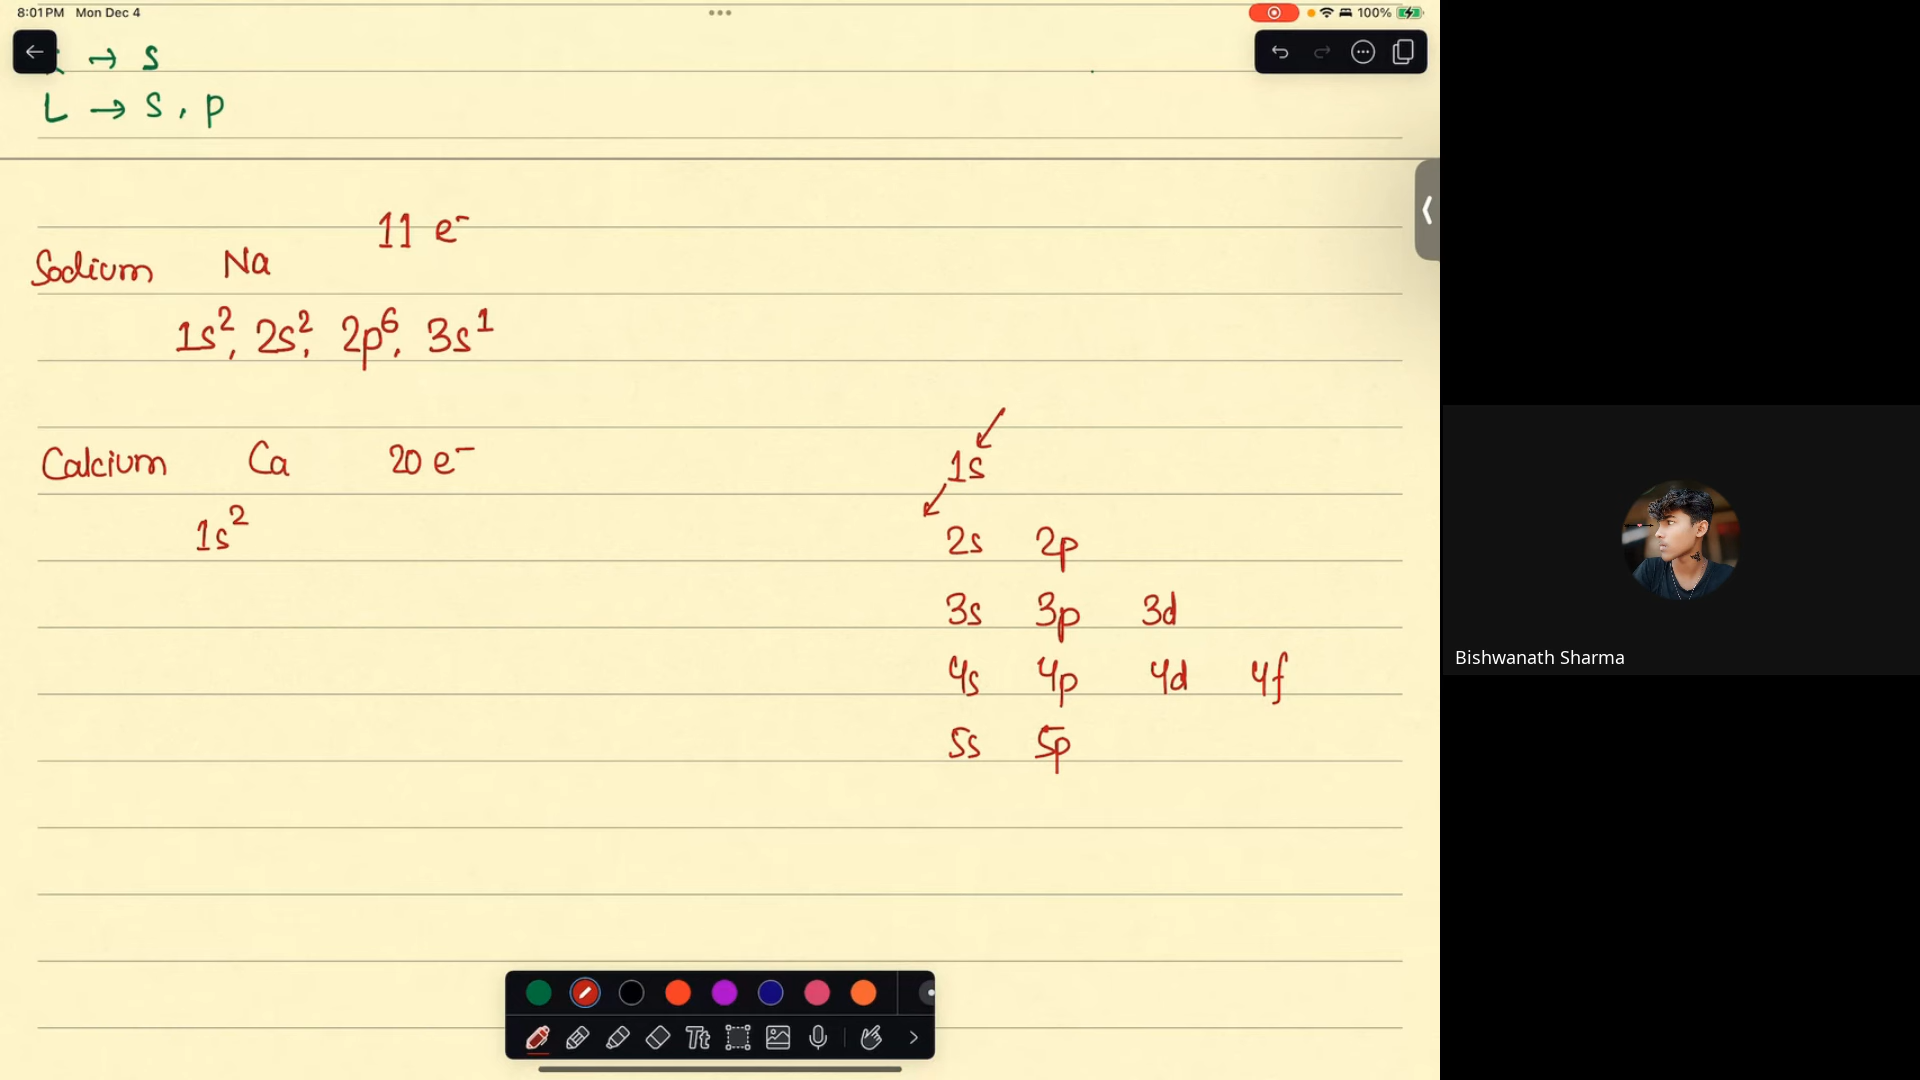 8:01 PM Mon Dec 4
100%
→ s
L → s, p
11 e⁻
Sodium Na
1s², 2s², 2p⁶, 3s¹
Calcium Ca 20 e⁻
1s
1s²
2s 2p
3s 3p 3d
4s 4p 4d 4f
5s 5p
Bishwanath Sharma
Tt